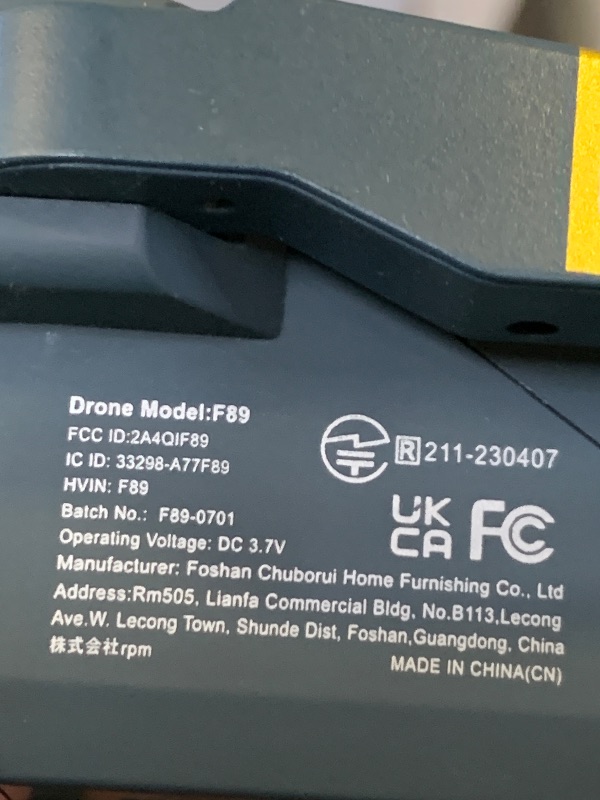 Drone Model:F89
FCC ID:2A4QIF89
IC ID: 33298-A77F89
HVIN: F89
Batch No.: F89-0701
Operating Voltage: DC 3.7V
R 211-230407
UK
CA
FC
Manufacturer: Foshan Chuborui Home Furnishing Co., Ltd
Address:Rm505, Lianfa Commercial Bldg, No.B113,Lecong
Ave.W. Lecong Town, Shunde Dist, Foshan,Guangdong, China
株式会社rpm
MADE IN CHINA(CN)